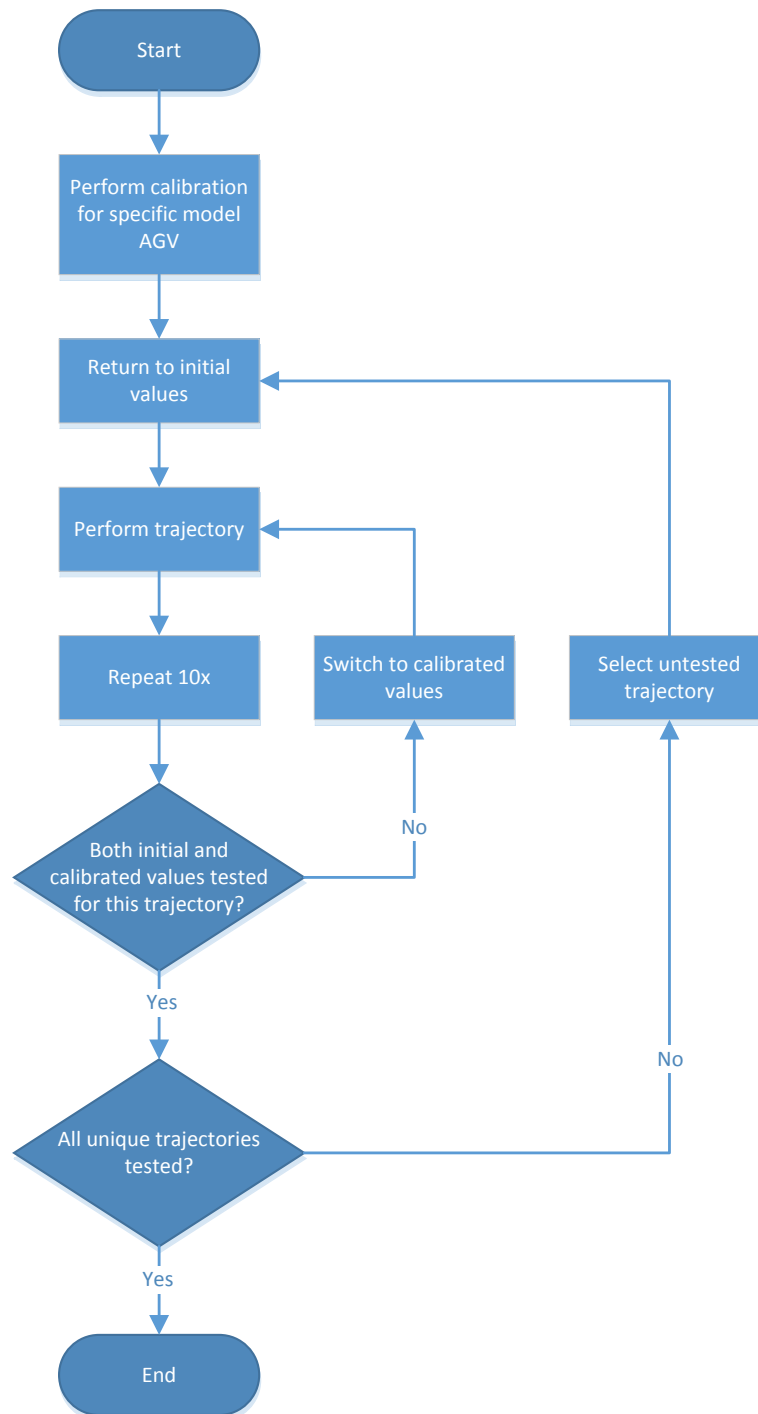 Start
Perform calibration
for specific model
AGV
Return to initial
values
Perform trajectory
Repeat 10x
Switch to calibrated
values
Select untested
trajectory
No
Both initial and
calibrated values tested
for this trajectory?
Yes
No
All unique trajectories
tested?
Yes
End